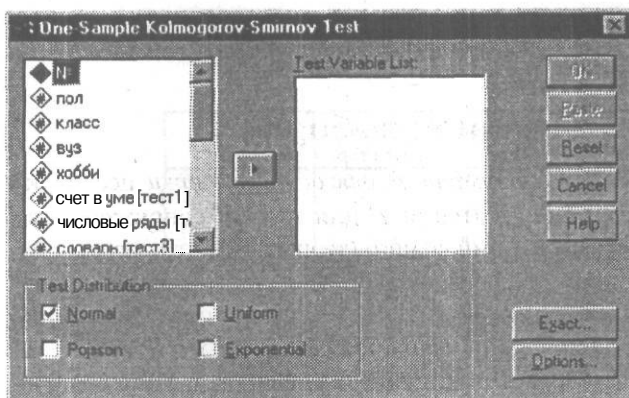 One-Sample Kolmogorov-Smirnov Test
Test Variable List:
№
пол
класс
вуз
хобби
счет в уме [тест1]
числовые ряды [т
словарь [тест3]
OK
Paste
Reset
Cancel
Help
Test Distribution
Normal
Uniform
Poisson
Exponential
Exact...
Options...